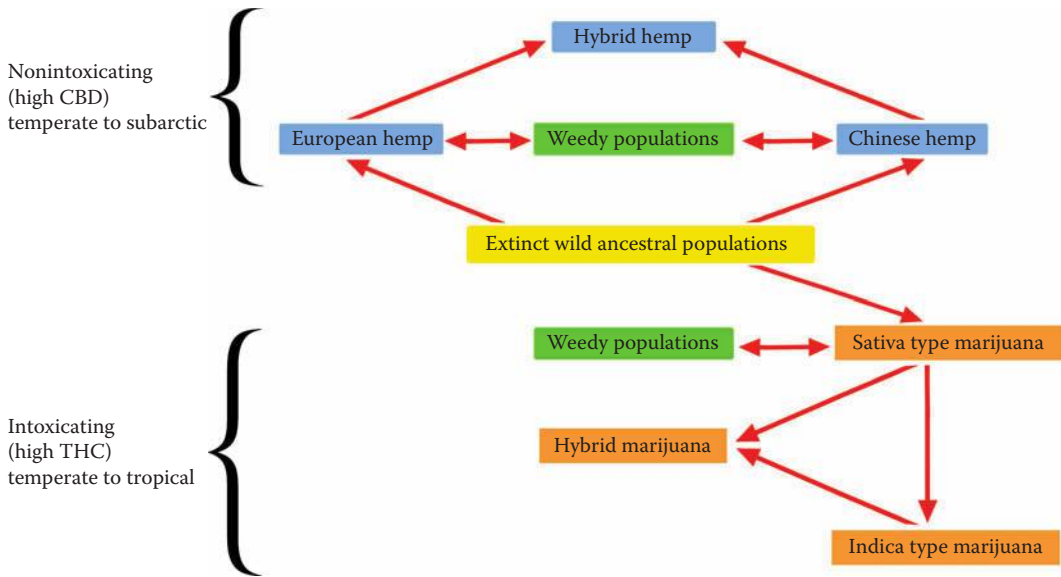 Hybrid hemp
Nonintoxicating
(high CBD)
temperate to subarctic
European hemp
Weedy populations
Chinese hemp
Extinct wild ancestral populations
Weedy populations
Sativa type marijuana
Intoxicating
(high THC)
temperate to tropical
Hybrid marijuana
Indica type marijuana